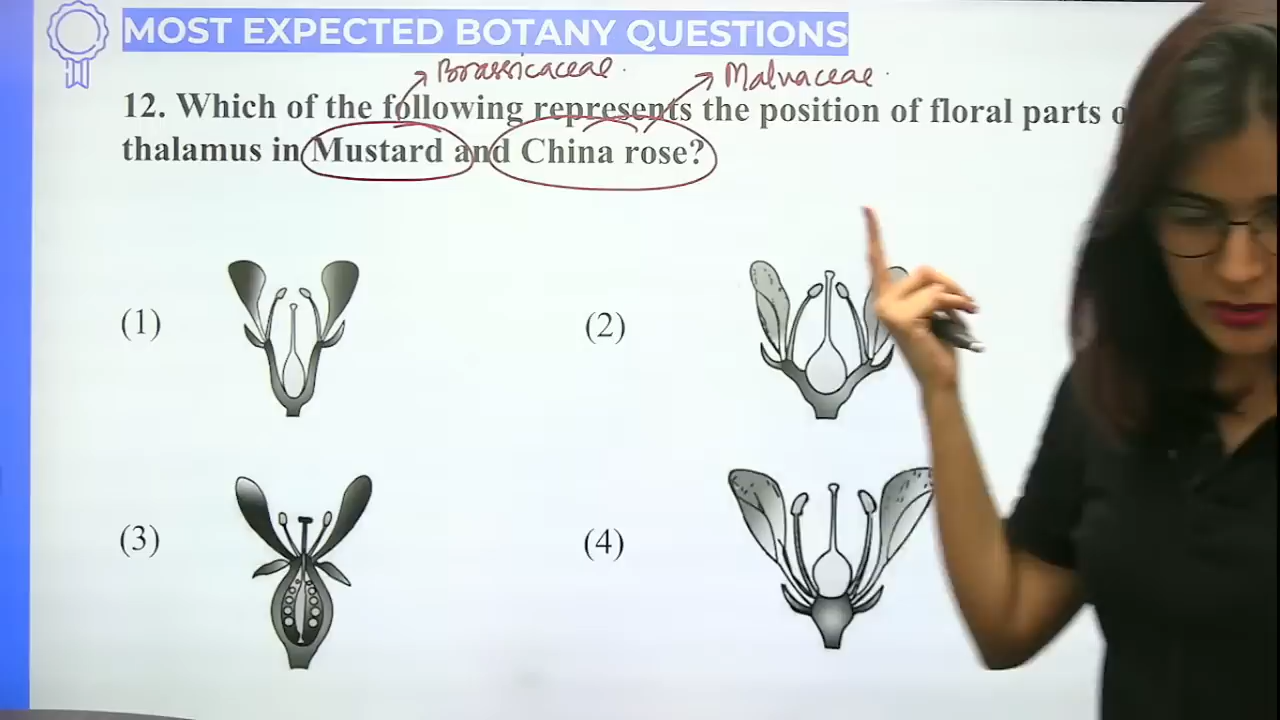 MOST EXPECTED BOTANY QUESTIONS
Brassicaceae.
Malvaceae.
12. Which of the following represents the position of floral parts
thalamus in Mustard and China rose?
(1)
(2)
(3)
(4)